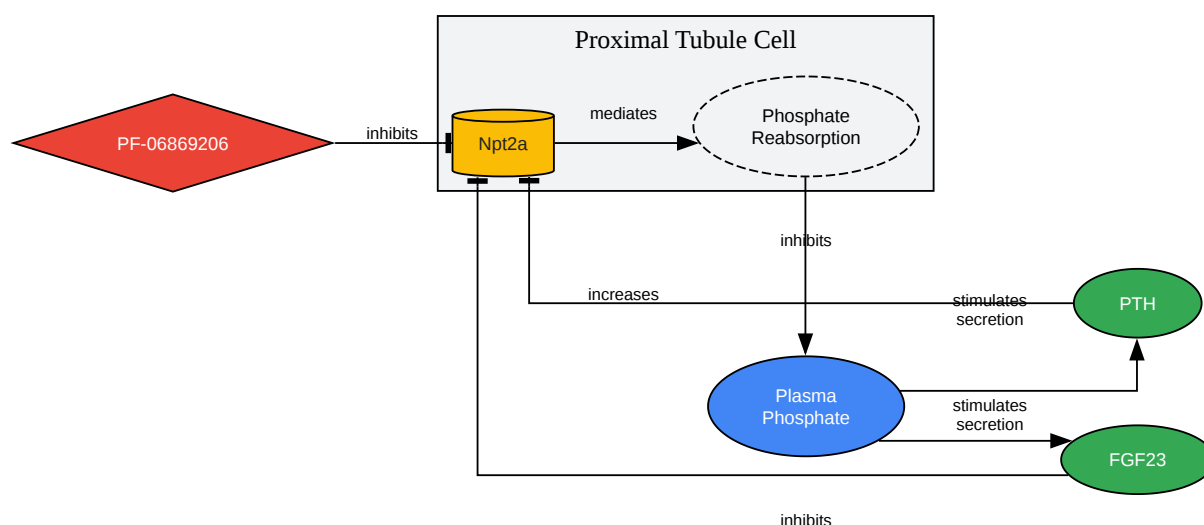 Proximal Tubule Cell
PF-06869206
inhibits
Npt2a
mediates
Phosphate
Reabsorption
inhibits
increases
stimulates
secretion
PTH
Plasma
Phosphate
stimulates
secretion
FGF23
inhibits